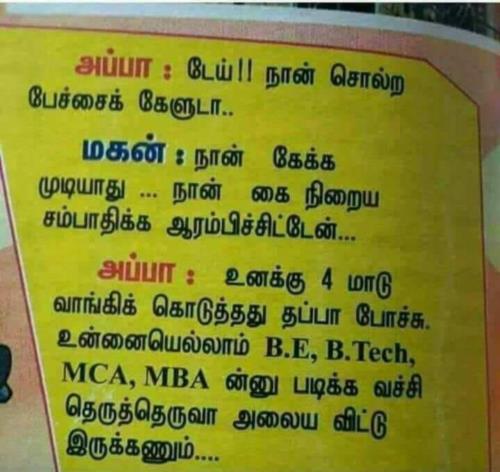 அப்பா : டேய்!! நான் சொல்ற
பேச்சைக் கேளுடா..
மகன் : நான் கேக்க
முடியாது ... நான் கை நிறைய
சம்பாதிக்க ஆரம்பிச்சிட்டேன்...
அப்பா : உனக்கு 4 மாடு
வாங்கிக் கொடுத்தது தப்பா போச்சு.
உன்னையெல்லாம் B.E, B.Tech,
MCA, MBA ன்னு படிக்க வச்சி
தெருத்தெருவா அலைய விட்டு
இருக்கணும்....